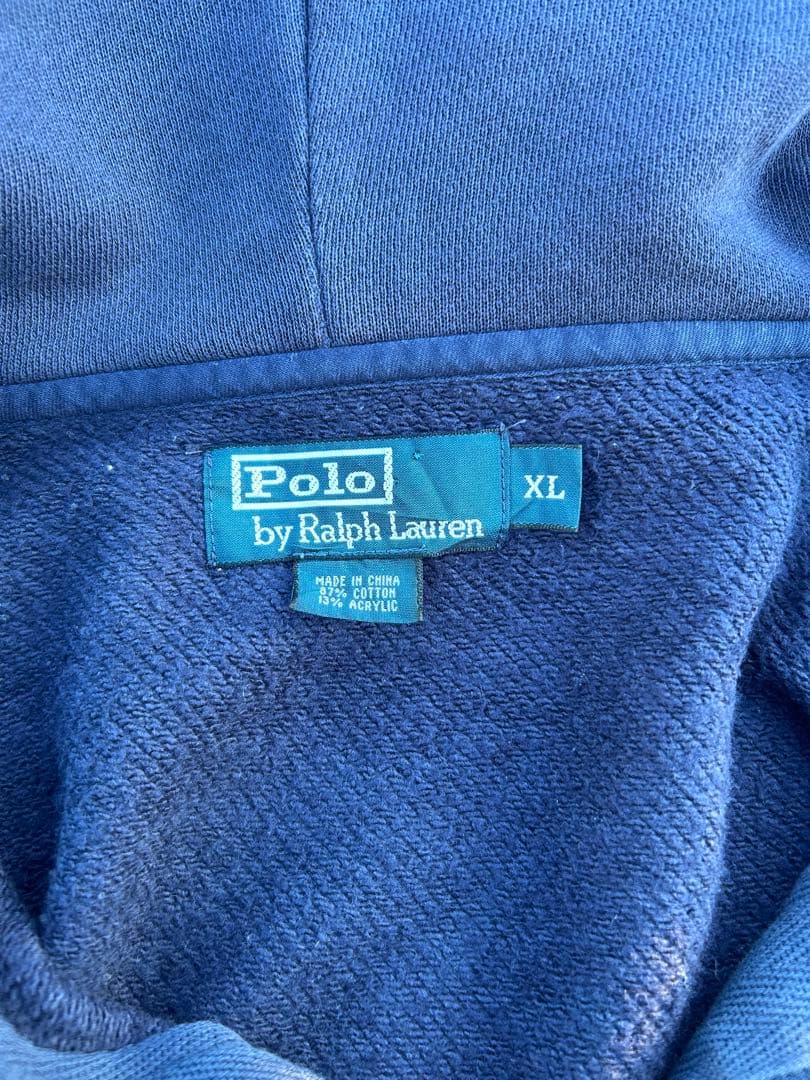 Polo
by Ralph Lauren
XL
MADE IN CHINA
87% COTTON
13% ACRYLIC